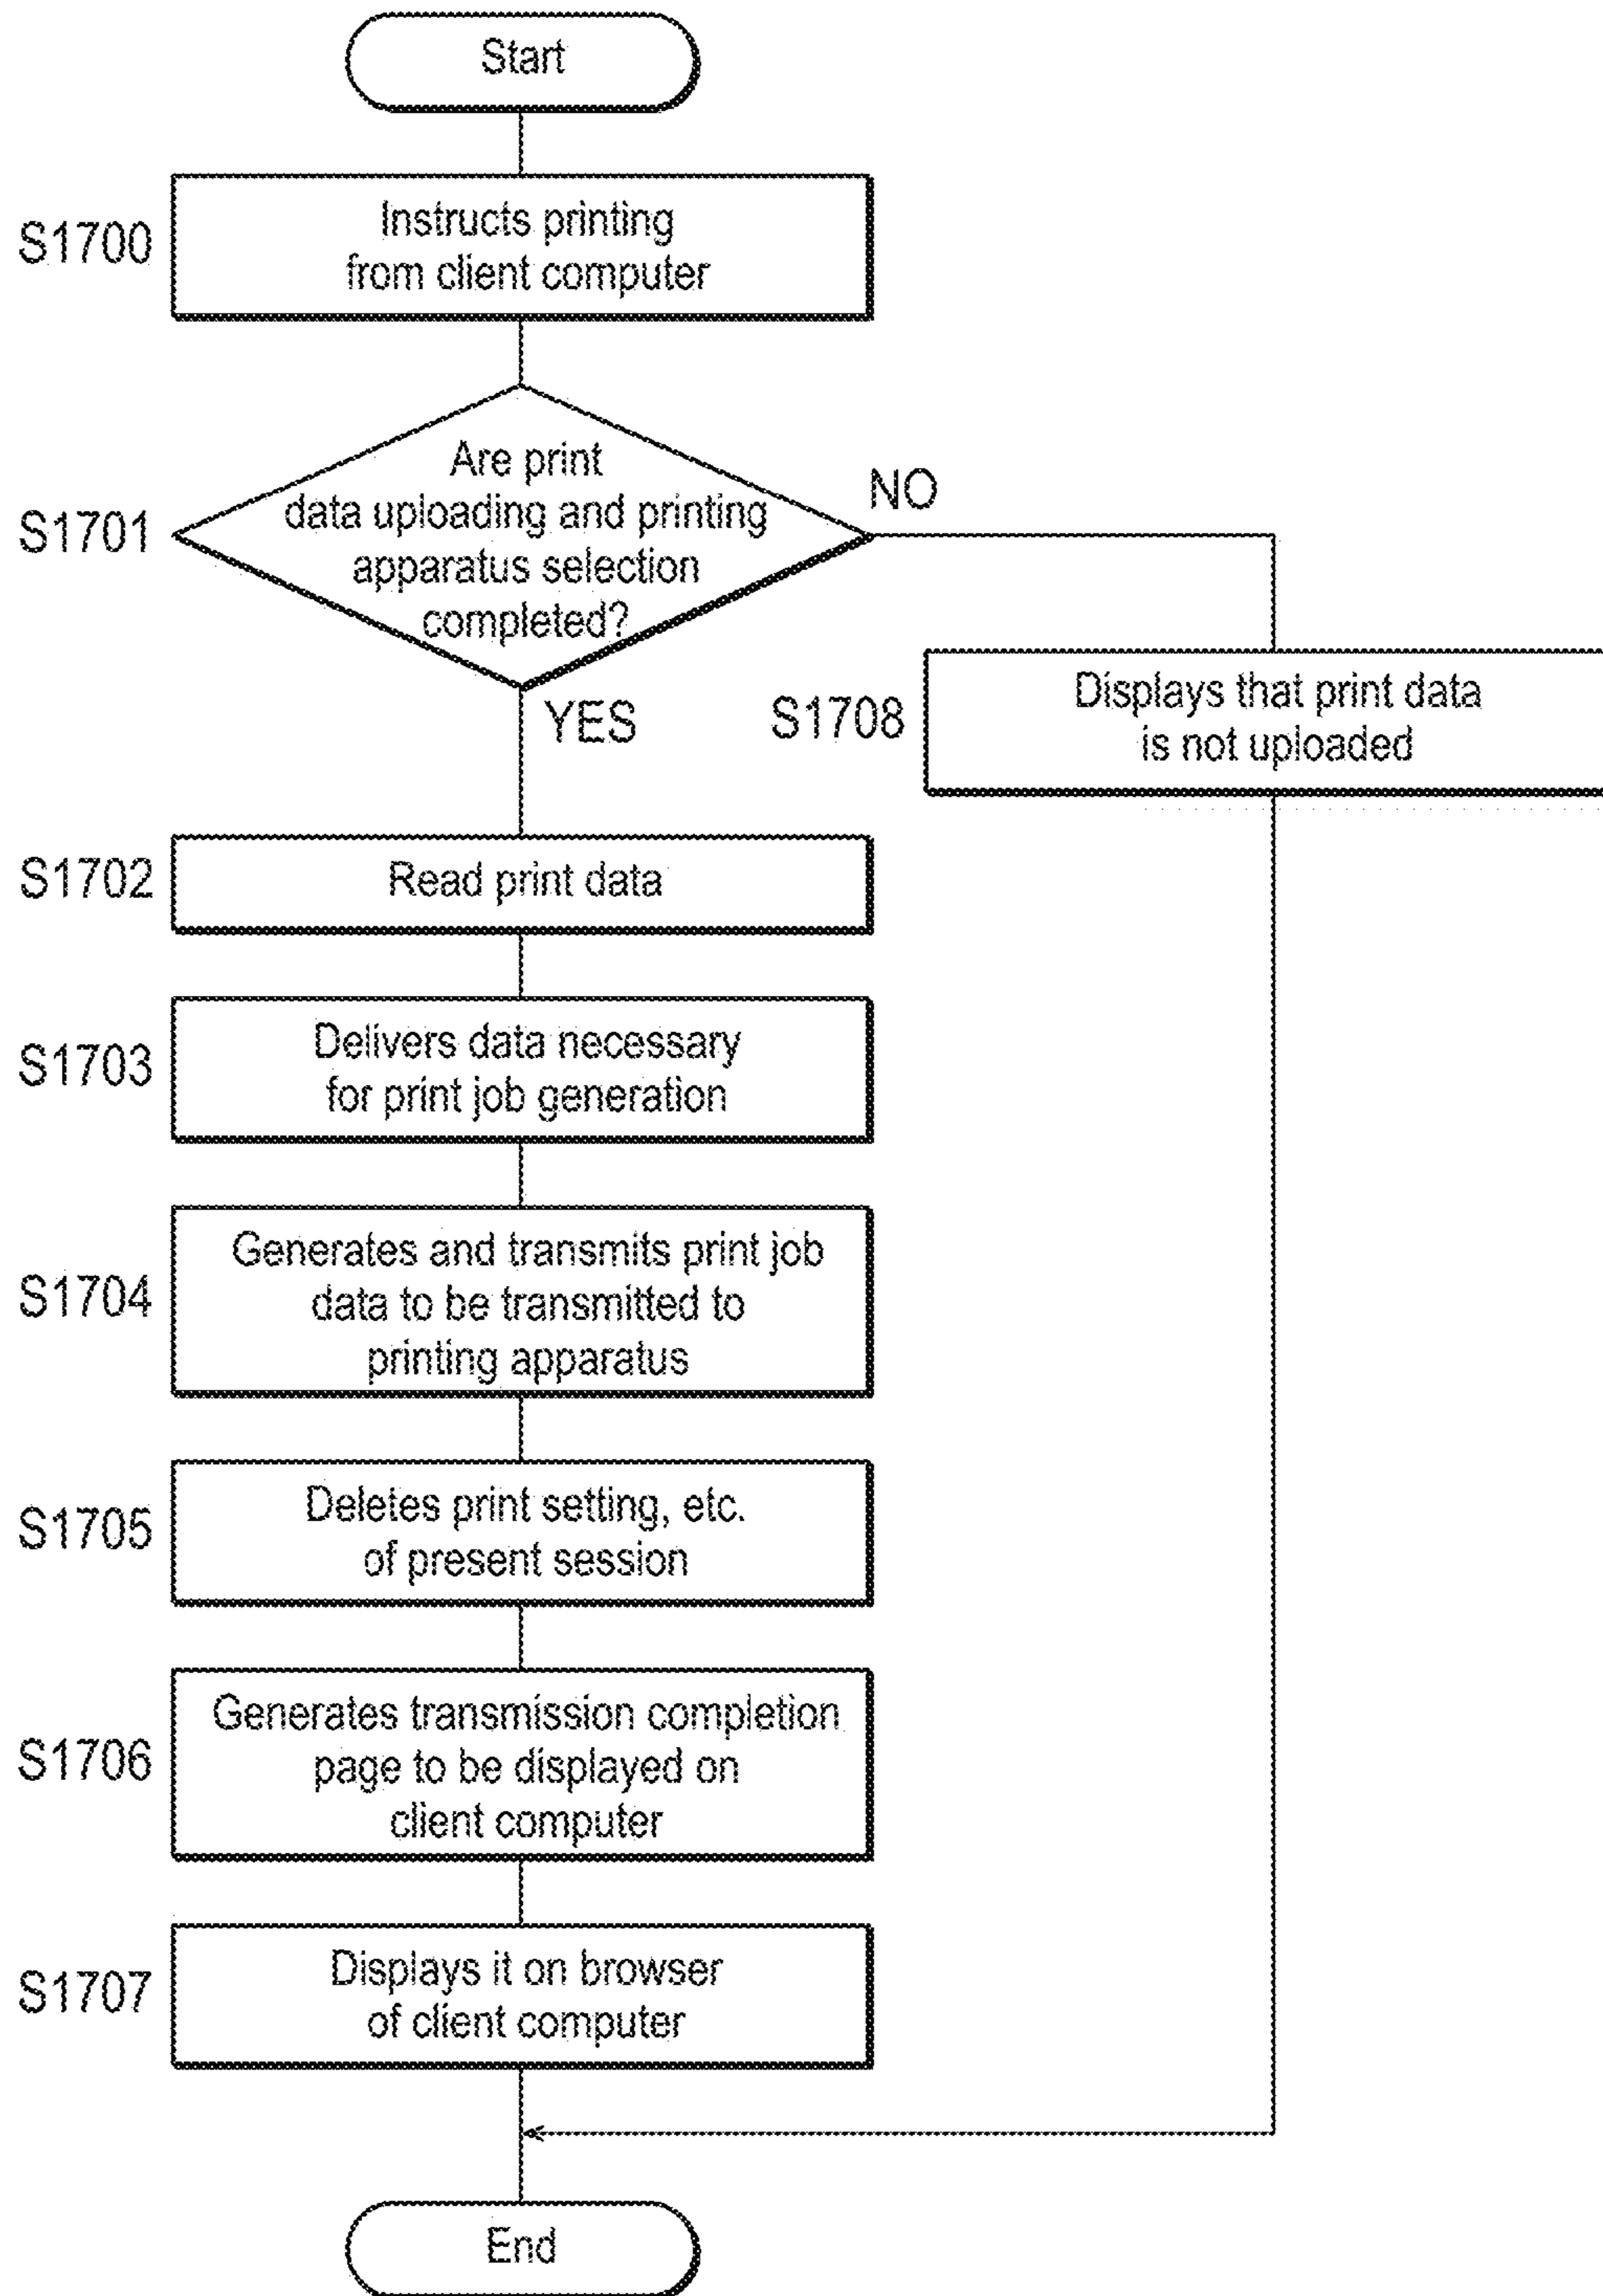 Start
S1700
Instructs printing
from client computer
S1701
Are print
data uploading and printing
apparatus selection
completed?
NO
YES
S1708
Displays that print data
is not uploaded
S1702
Read print data
S1703
Delivers data necessary
for print job generation
S1704
Generates and transmits print job
data to be transmitted to
printing apparatus
S1705
Deletes print setting, etc.
of present session
S1706
Generates transmission completion
page to be displayed on
client computer
S1707
Displays it on browser
of client computer
End